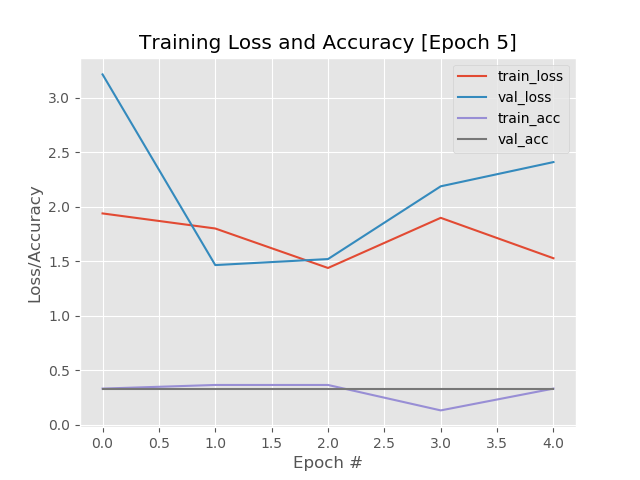 Training Loss and Accuracy [Epoch 5]
train_loss
val_loss
train_acc
val_acc
Loss/Accuracy
3.0
2.5
2.0
1.5
1.0
0.5
0.0
0.0 0.5 1.0 1.5 2.0 2.5 3.0 3.5 4.0
Epoch #